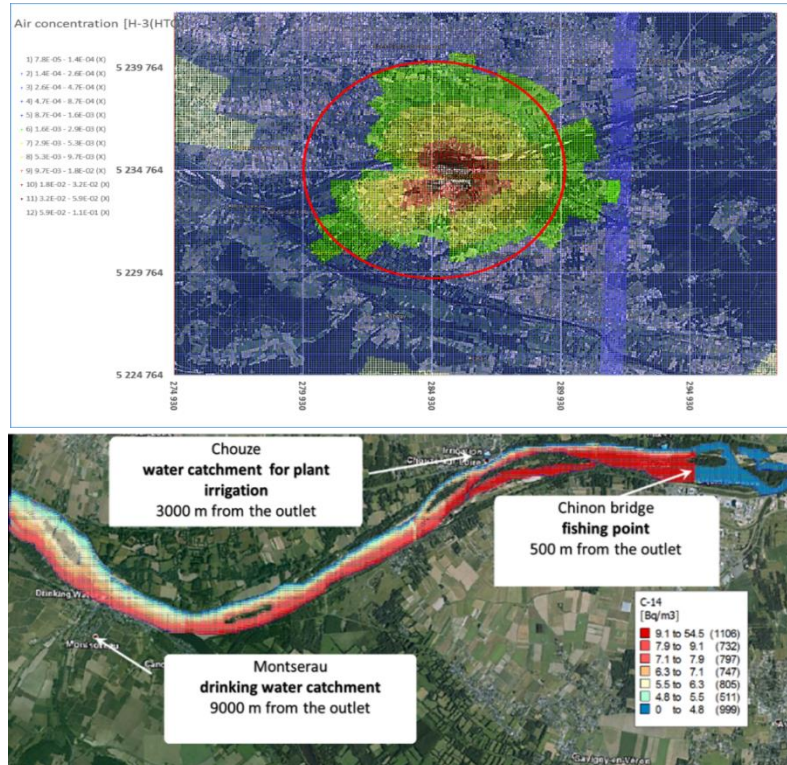 Air concentration [H-3(HTO)
1) 7.8E-05 - 1.4E-04 (X)
2) 1.4E-04 - 2.6E-04 (X)
3) 2.6E-04 - 4.7E-04 (X)
4) 4.7E-04 - 8.7E-04 (X)
5) 8.7E-04 - 1.6E-03 (X)
6) 1.6E-03 - 2.9E-03 (X)
7) 2.9E-03 - 5.3E-03 (X)
8) 5.3E-03 - 9.7E-03 (X)
9) 9.7E-03 - 1.8E-02 (X)
10) 1.8E-02 - 3.2E-02 (X)
11) 3.2E-02 - 5.9E-02 (X)
12) 5.9E-02 - 1.1E-01 (X)
5 239 764
5 234 764
5 229 764
5 224 764
274 930
279 930
284 930
289 930
294 930
Chouze
water catchment for plant
irrigation
3000 m from the outlet
Irrigation
Chinon bridge
fishing point
500 m from the outlet
Drinking Wat
Montserau
drinking water catchment
9000 m from the outlet
C-14
[Bq/m3]
9.1 to 54.5 (1106)
7.9 to 9.1 (732)
7.1 to 7.9 (797)
6.3 to 7.1 (747)
5.5 to 6.3 (805)
4.8 to 5.5 (511)
0 to 4.8 (999)